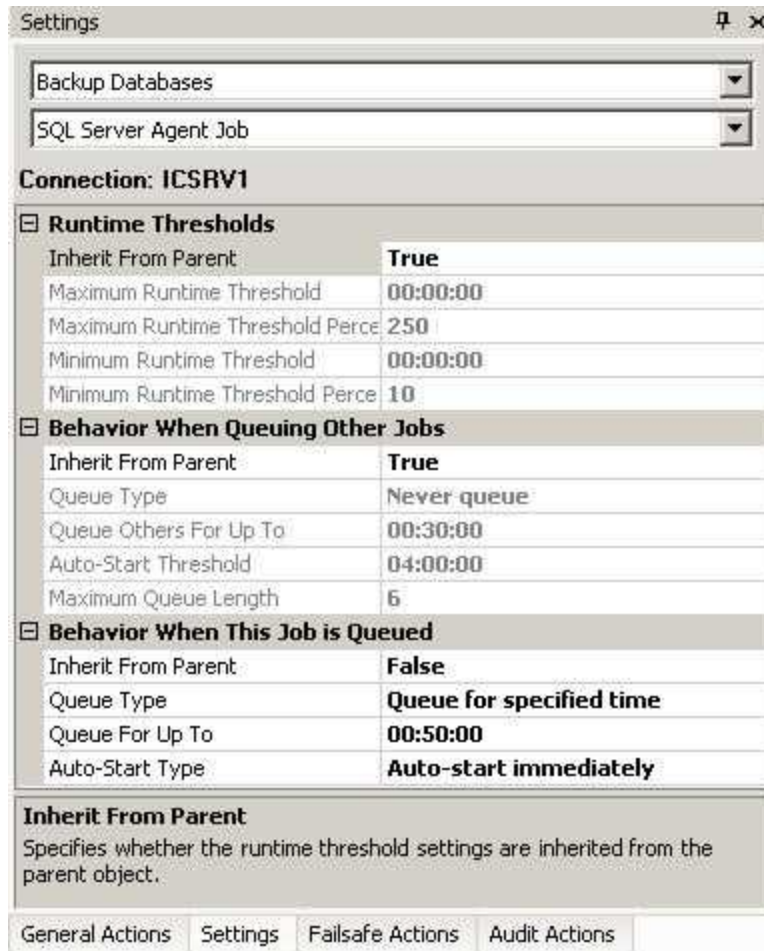 Settings
Backup Databases
SQL Server Agent Job
Connection: ICSRV1
Runtime Thresholds
Inherit From Parent True
Maximum Runtime Threshold 00:00:00
Maximum Runtime Threshold Perce 250
Minimum Runtime Threshold 00:00:00
Minimum Runtime Threshold Perce 10
Behavior When Queuing Other Jobs
Inherit From Parent True
Queue Type Never queue
Queue Others For Up To 00:30:00
Auto-Start Threshold 04:00:00
Maximum Queue Length 6
Behavior When This Job is Queued
Inherit From Parent False
Queue Type Queue for specified time
Queue For Up To 00:50:00
Auto-Start Type Auto-start immediately
Inherit From Parent
Specifies whether the runtime threshold settings are inherited from the
parent object.
General Actions Settings Failsafe Actions Audit Actions